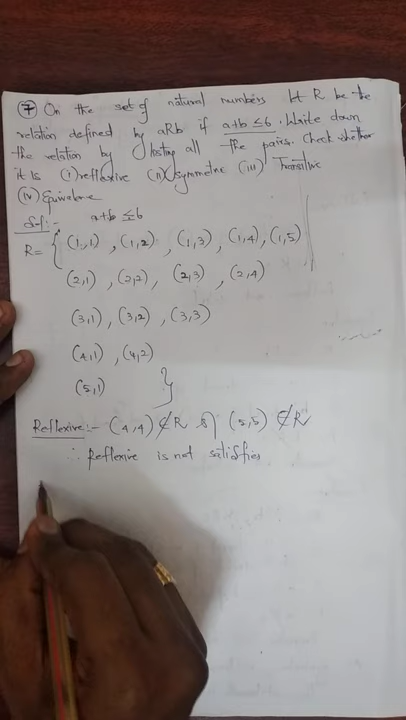 ⑦ On the set of natural numbers let R be the
relation defined by aRb if a+b ≤ 6. Write down
the relation by listing all the pairs. Check whether
it is (i) reflexive (ii) symmetric (iii) Transitive
(iv) Equivalence
Sol:- a+b ≤ 6
R = { (1,1), (1,2), (1,3), (1,4), (1,5)
(2,1), (2,2), (2,3), (2,4)
(3,1), (3,2), (3,3)
(4,1), (4,2)
(5,1) }
Reflexive:- (4,4) ∉ R (5,5) ∉ R
∴ Reflexive is not satisfies